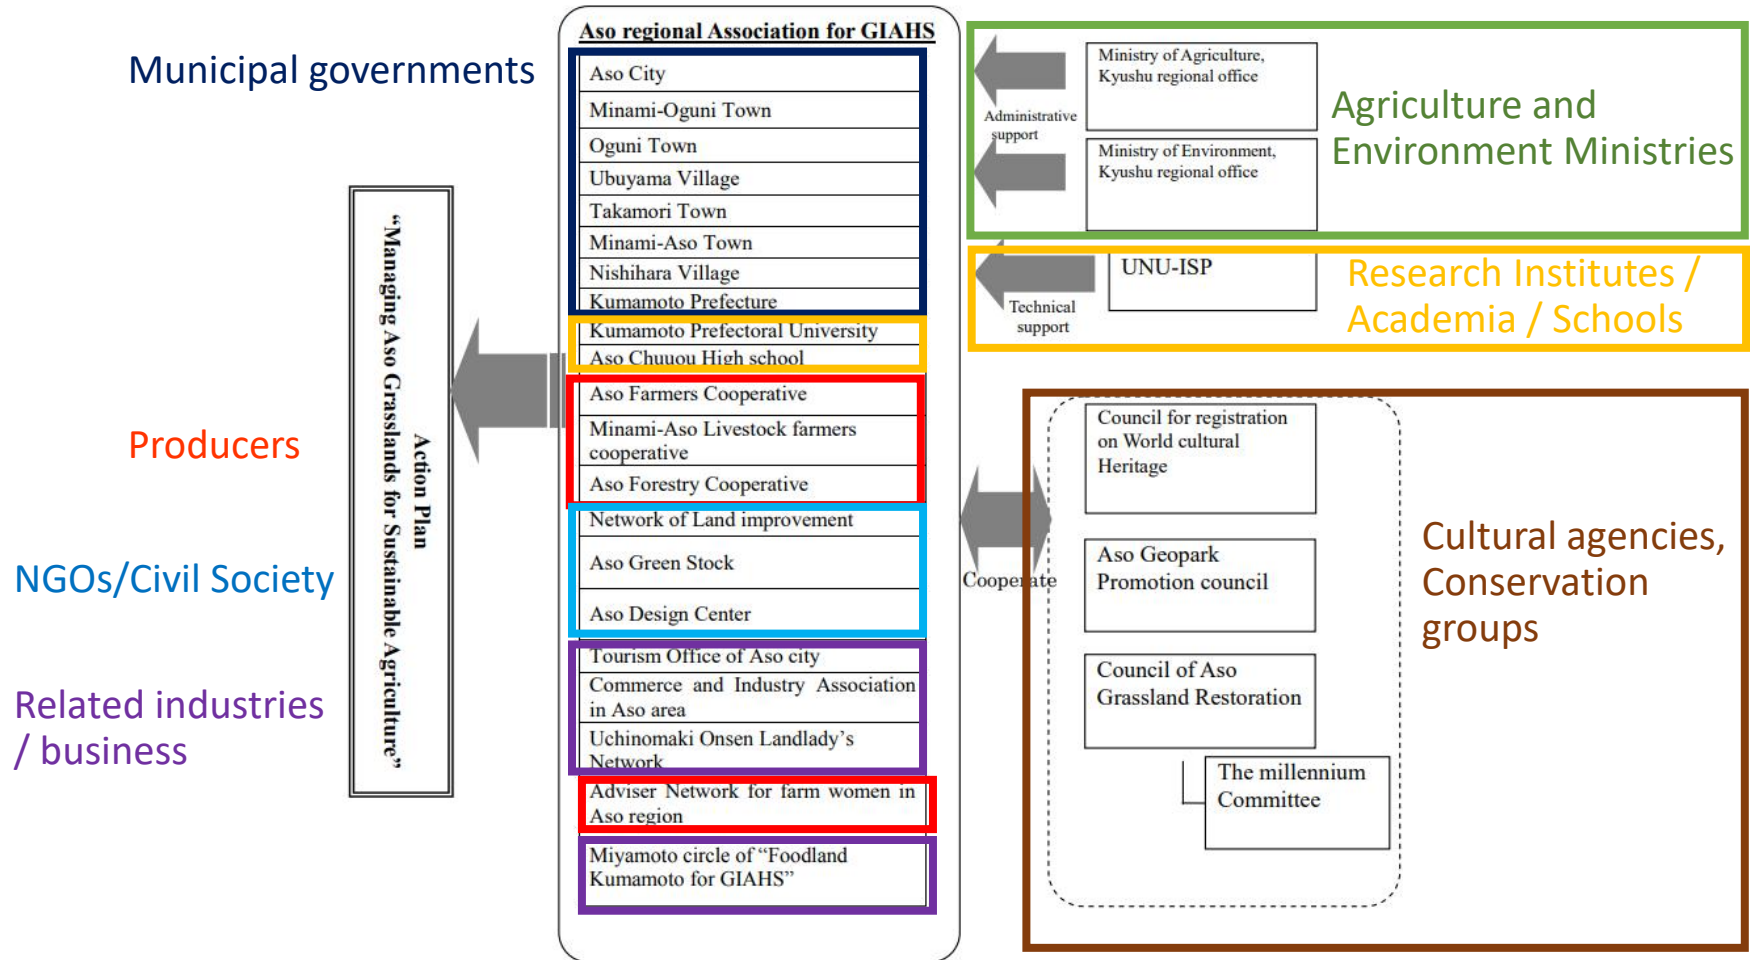 Municipal governments
Producers
NGOs/Civil Society
Related industries
/ business
Action Plan
“Managing Aso Grasslands for Sustainable Agriculture”
Aso regional Association for GIAHS
Aso City
Minami-Oguni Town
Oguni Town
Ubuyama Village
Takamori Town
Minami-Aso Town
Nishihara Village
Kumamoto Prefecture
Kumamoto Prefectoral University
Aso Chuuou High school
Aso Farmers Cooperative
Minami-Aso Livestock farmers
cooperative
Aso Forestry Cooperative
Network of Land improvement
Aso Green Stock
Aso Design Center
Tourism Office of Aso city
Commerce and Industry Association
in Aso area
Uchinomaki Onsen Landlady’s
Network
Adviser Network for farm women in
Aso region
Miyamoto circle of “Foodland
Kumamoto for GIAHS”
Administrative
support
Ministry of Agriculture,
Kyushu regional office
Ministry of Environment,
Kyushu regional office
Agriculture and
Environment Ministries
Technical
support
UNU-ISP
Research Institutes /
Academia / Schools
Cooperate
Council for registration
on World cultural
Heritage
Aso Geopark
Promotion council
Council of Aso
Grassland Restoration
The millennium
Committee
Cultural agencies,
Conservation
groups